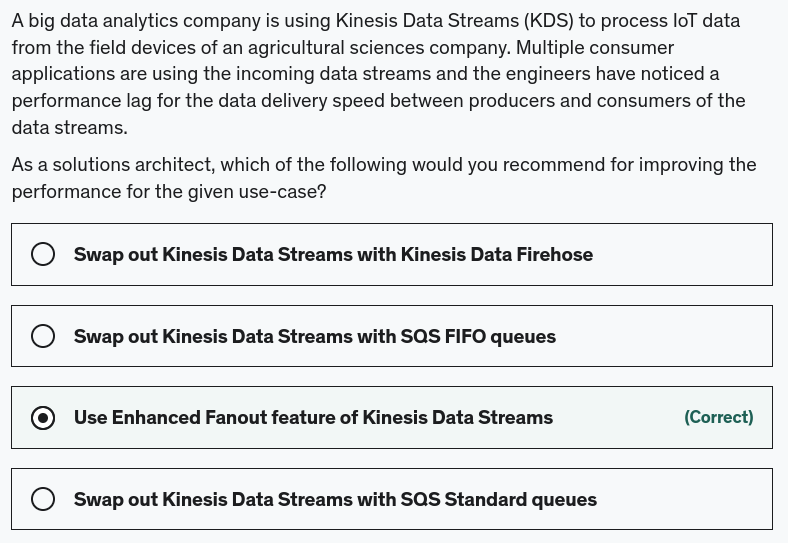 A big data analytics company is using Kinesis Data Streams (KDS) to process IoT data
from the field devices of an agricultural sciences company. Multiple consumer
applications are using the incoming data streams and the engineers have noticed a
performance lag for the data delivery speed between producers and consumers of the
data streams.
As a solutions architect, which of the following would you recommend for improving the
performance for the given use-case?
Swap out Kinesis Data Streams with Kinesis Data Firehose
Swap out Kinesis Data Streams with SQS FIFO queues
Use Enhanced Fanout feature of Kinesis Data Streams (Correct)
Swap out Kinesis Data Streams with SQS Standard queues